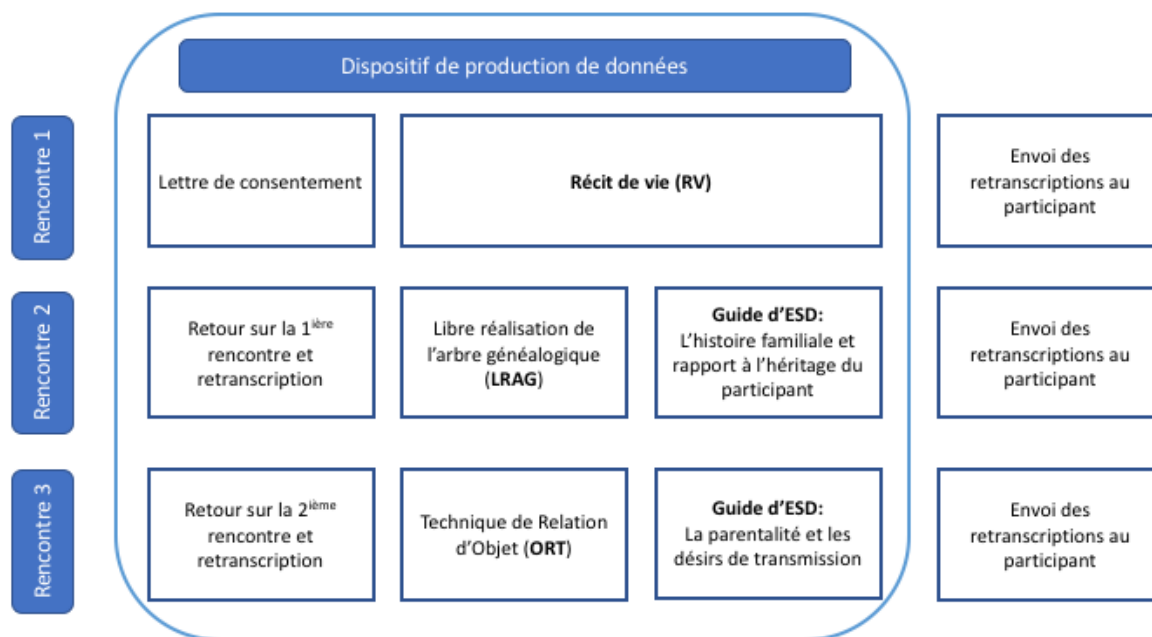 Dispositif de production de données
Rencontre 1
Lettre de consentement
Récit de vie (RV)
Envoi des
retranscriptions au
participant
Rencontre 2
Retour sur la 1ière
rencontre et
retranscription
Libre réalisation de
l'arbre généalogique
(LRAG)
Guide d'ESD:
L'histoire familiale et
rapport à l'héritage du
participant
Envoi des
retranscriptions au
participant
Rencontre 3
Retour sur la 2ième
rencontre et
retranscription
Technique de Relation
d'Objet (ORT)
Guide d'ESD:
La parentalité et les
désirs de transmission
Envoi des
retranscriptions au
participant